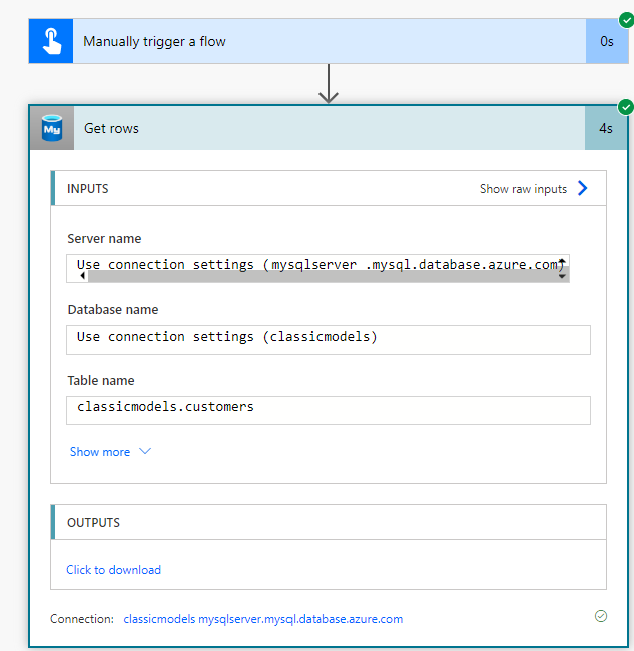 Manually trigger a flow
0s
My
Get rows
4s
INPUTS
Show raw inputs
Server name
Use connection settings (mysqlserver .mysql.database.azure.com)
Database name
Use connection settings (classicmodels)
Table name
classicmodels.customers
Show more
OUTPUTS
Click to download
Connection: classicmodels mysqlserver.mysql.database.azure.com